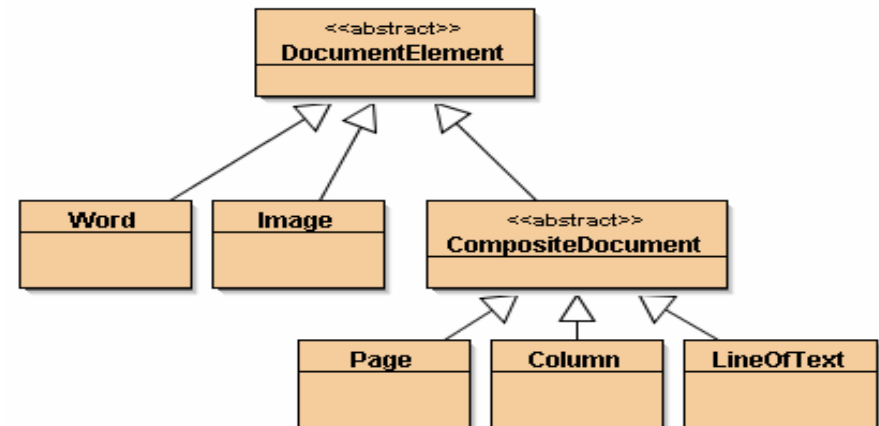 <<abstract>>
DocumentElement
Word
Image
<<abstract>>
CompositeDocument
Page
Column
LineOfText